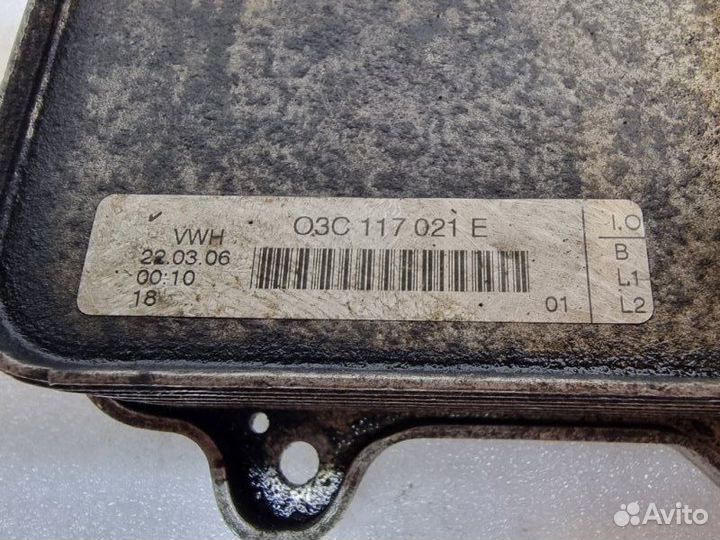 VWH
22.03.06
00:10
18
03C 117 021 E
01
I.O
B
L1
L2
Avito